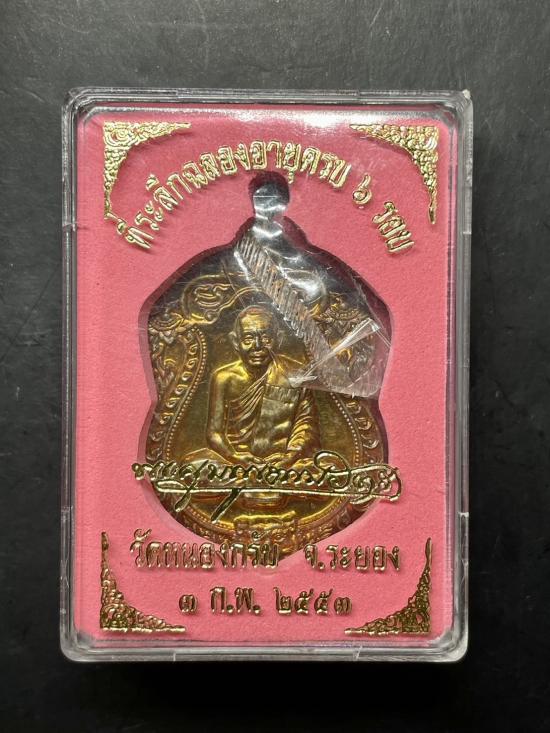 ที่ระลึกฉลองอายุครบ ๖ รอบ
วัดหนองกรับ จ.ระยอง
๓ ก.พ. ๒๕๕๓